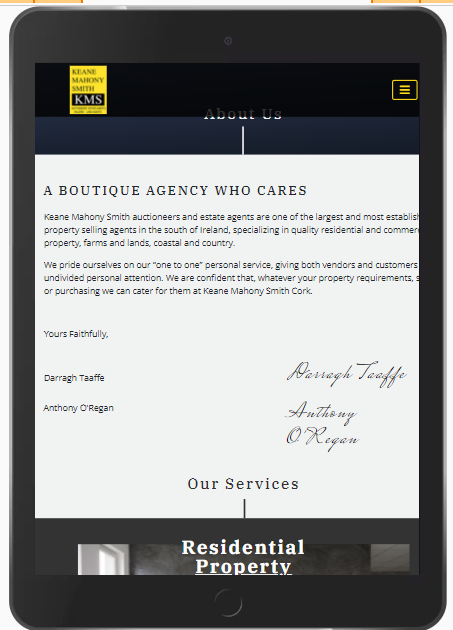 KEANE
MAHONY
SMITH
KMS
About Us
A BOUTIQUE AGENCY WHO CARES
Keane Mahony Smith auctioneers and estate agents are one of the largest and most establish
property selling agents in the south of Ireland, specializing in quality residential and commer
property, farms and lands, coastal and country.
We pride ourselves on our "one to one" personal service, giving both vendors and customers
undivided personal attention. We are confident that, whatever your property requirements, s
or purchasing we can cater for them at Keane Mahony Smith Cork.
Yours Faithfully,
Darragh Taaffe
Darragh Taaffe
Anthony O'Regan
Anthony
O'Regan
Our Services
Residential
Property